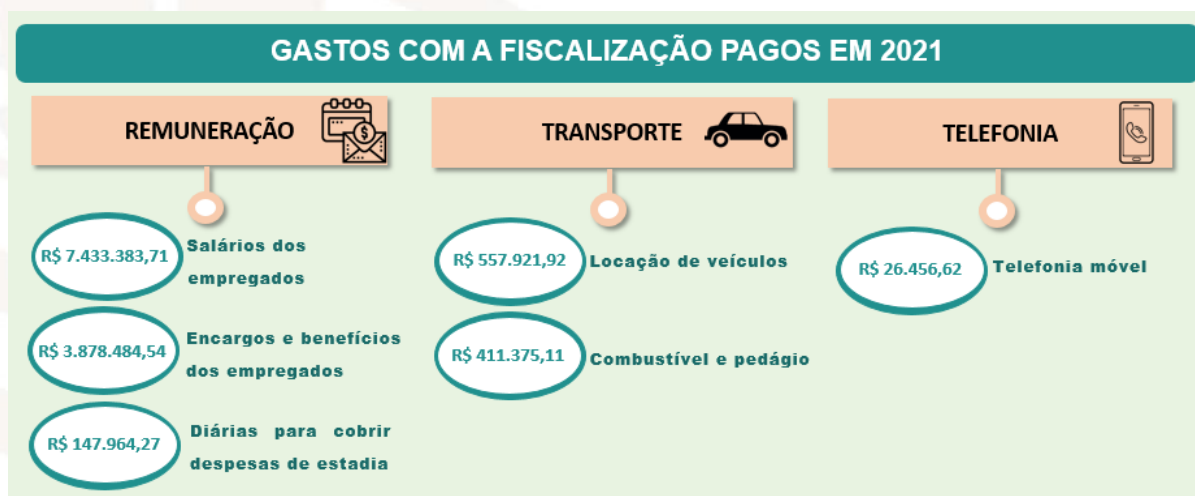 GASTOS COM A FISCALIZAÇÃO PAGOS EM 2021
REMUNERAÇÃO
R$ 7.433.383,71
Salários dos
empregados
R$ 3.878.484,54
Encargos e benefícios
dos empregados
R$ 147.964,27
Diárias para cobrir
despesas de estadia
TRANSPORTE
R$ 557.921,92
Locação de veículos
R$ 411.375,11
Combustível e pedágio
TELEFONIA
R$ 26.456,62
Telefonia móvel